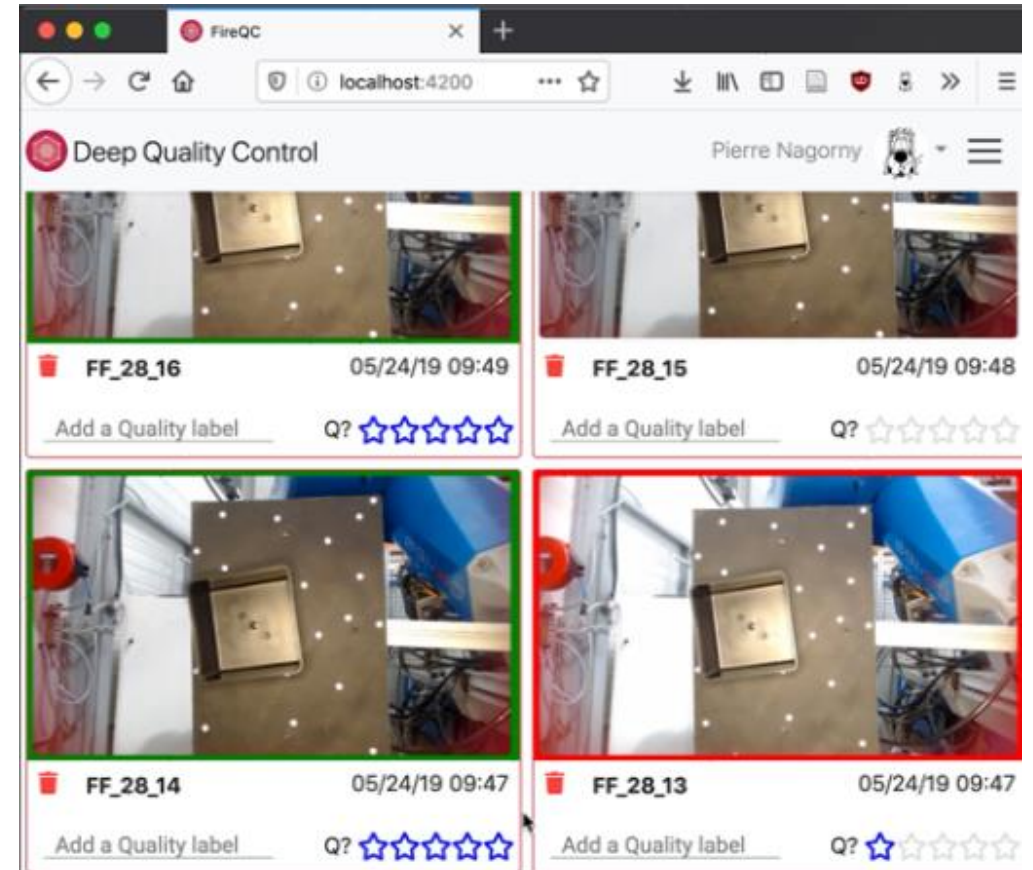 FireQC
localhost:4200
Deep Quality Control
Pierre Nagorny
FF_28_16 05/24/19 09:49
Add a Quality label Q?
FF_28_15 05/24/19 09:48
Add a Quality label Q?
FF_28_14 05/24/19 09:47
Add a Quality label Q?
FF_28_13 05/24/19 09:47
Add a Quality label Q?